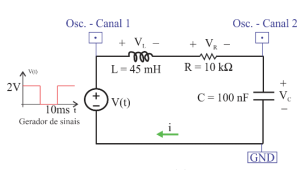 Osc. - Canal 1
Osc. - Canal 2
+ V_L −
+ V_R −
L = 45 mH
R = 10 kΩ
V(t)
2V
10ms t
Gerador de sinais
+
−
V(t)
C = 100 nF
+
V_C
−
i
GND